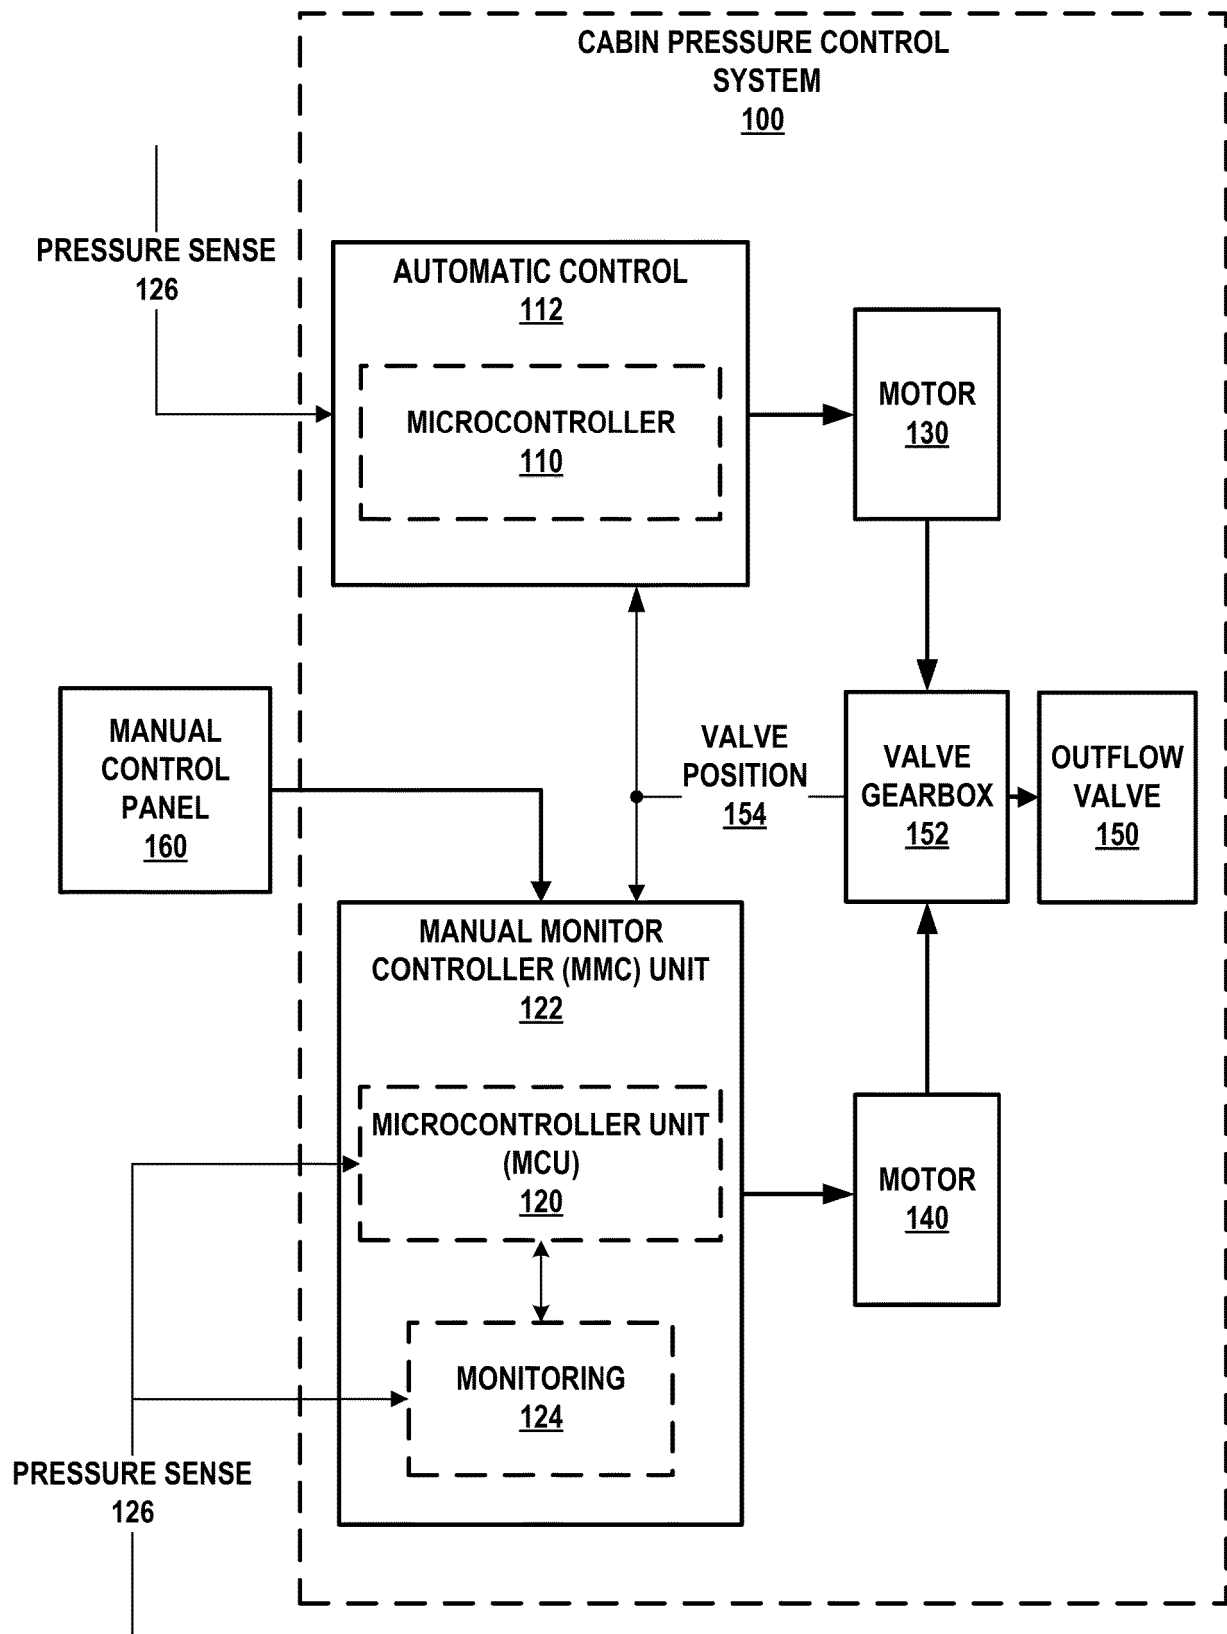 CABIN PRESSURE CONTROL
SYSTEM
100
PRESSURE SENSE
126
AUTOMATIC CONTROL
112
MICROCONTROLLER
110
MOTOR
130
MANUAL
CONTROL
PANEL
160
VALVE
POSITION
154
VALVE
GEARBOX
152
OUTFLOW
VALVE
150
MANUAL MONITOR
CONTROLLER (MMC) UNIT
122
MICROCONTROLLER UNIT
(MCU)
120
MOTOR
140
MONITORING
124
PRESSURE SENSE
126